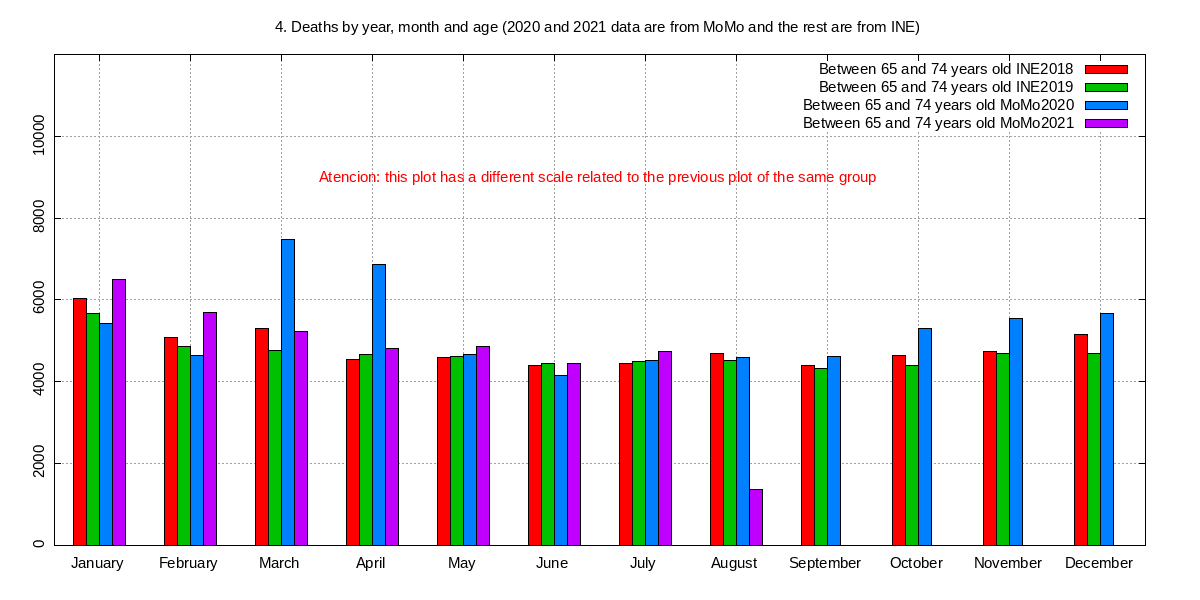 4. Deaths by year, month and age (2020 and 2021 data are from MoMo and the rest are from INE)
Between 65 and 74 years old INE2018
Between 65 and 74 years old INE2019
Between 65 and 74 years old MoMo2020
Between 65 and 74 years old MoMo2021
Atencion: this plot has a different scale related to the previous plot of the same group
10000
8000
6000
4000
2000
0
January February March April May June July August September October November December